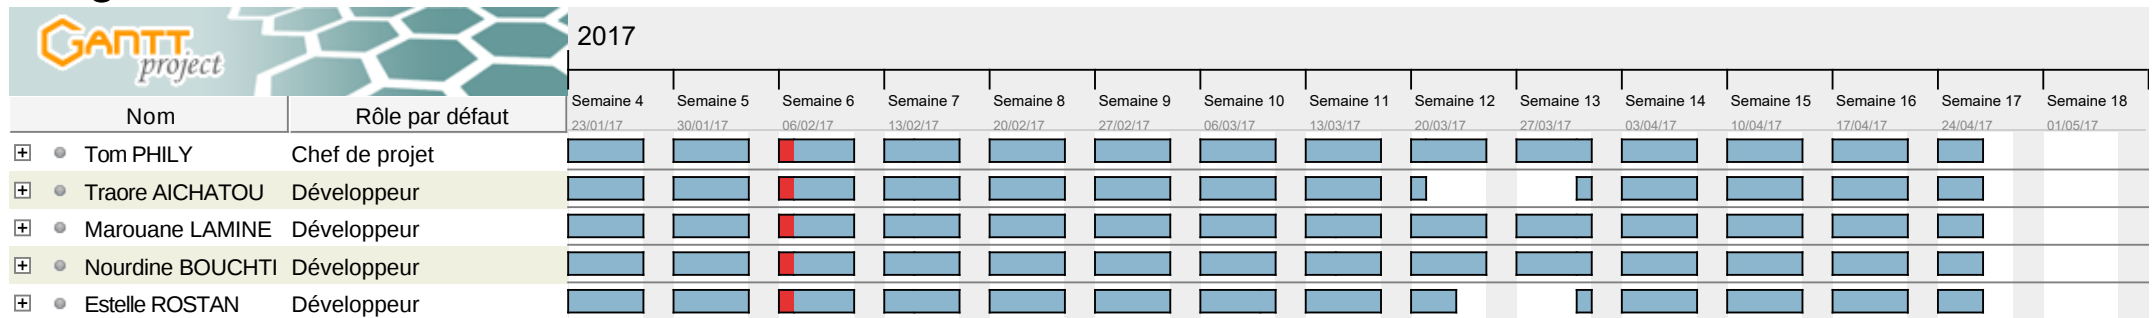 GANTT
project
2017
Semaine 4 Semaine 5 Semaine 6 Semaine 7 Semaine 8 Semaine 9 Semaine 10 Semaine 11 Semaine 12 Semaine 13 Semaine 14 Semaine 15 Semaine 16 Semaine 17 Semaine 18
Nom Rôle par défaut
23/01/17 30/01/17 06/02/17 13/02/17 20/02/17 27/02/17 06/03/17 13/03/17 20/03/17 27/03/17 03/04/17 10/04/17 17/04/17 24/04/17 01/05/17
Tom PHILY Chef de projet
Traore AICHATOU Développeur
Marouane LAMINE Développeur
Nourdine BOUCHTI Développeur
Estelle ROSTAN Développeur